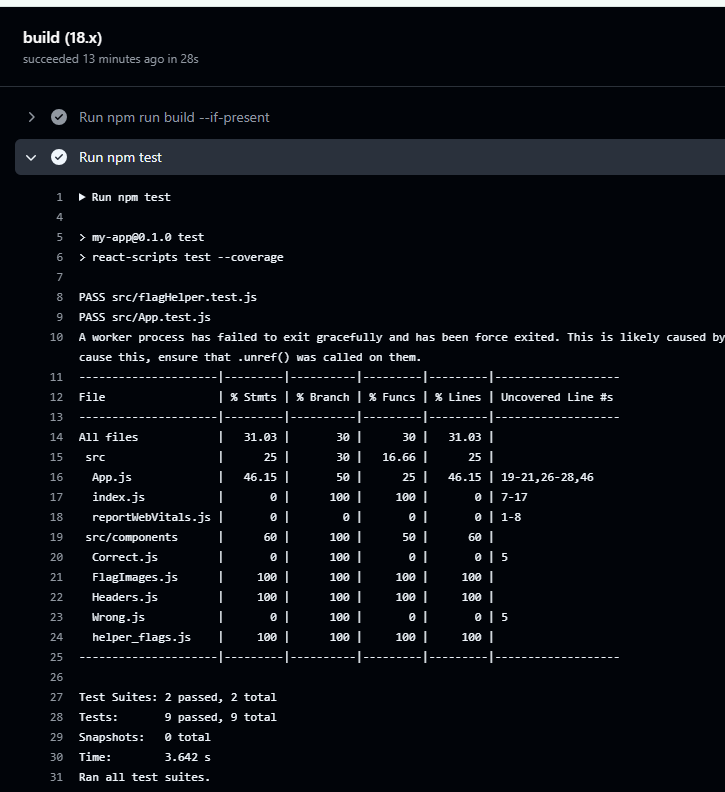 build (18.x)
succeeded 13 minutes ago in 28s
Run npm run build --if-present
Run npm test
1 Run npm test
4
5 > my-app@0.1.0 test
6 > react-scripts test --coverage
7
8 PASS src/flagHelper.test.js
9 PASS src/App.test.js
10 A worker process has failed to exit gracefully and has been force exited. This is likely caused by
cause this, ensure that .unref() was called on them.
11 ---------------------|---------|----------|---------|---------|-------------------
12 File | % Stmts | % Branch | % Funcs | % Lines | Uncovered Line #s
13 ---------------------|---------|----------|---------|---------|-------------------
14 All files | 31.03 | 30 | 30 | 31.03 |
15 src | 25 | 30 | 16.66 | 25 |
16 App.js | 46.15 | 50 | 25 | 46.15 | 19-21,26-28,46
17 index.js | 0 | 100 | 100 | 0 | 7-17
18 reportWebVitals.js | 0 | 0 | 0 | 0 | 1-8
19 src/components | 60 | 100 | 50 | 60 |
20 Correct.js | 0 | 100 | 0 | 0 | 5
21 FlagImages.js | 100 | 100 | 100 | 100 |
22 Headers.js | 100 | 100 | 100 | 100 |
23 Wrong.js | 0 | 100 | 0 | 0 | 5
24 helper_flags.js | 100 | 100 | 100 | 100 |
25 ---------------------|---------|----------|---------|---------|-------------------
26
27 Test Suites: 2 passed, 2 total
28 Tests: 9 passed, 9 total
29 Snapshots: 0 total
30 Time: 3.642 s
31 Ran all test suites.